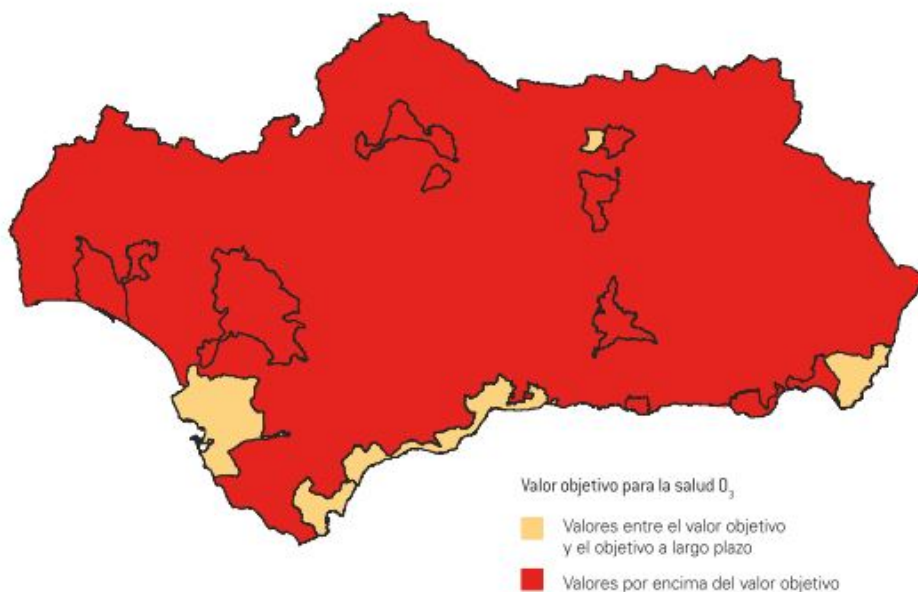 Valor objetivo para la salud O₃
Valores entre el valor objetivo
y el objetivo a largo plazo
Valores por encima del valor objetivo